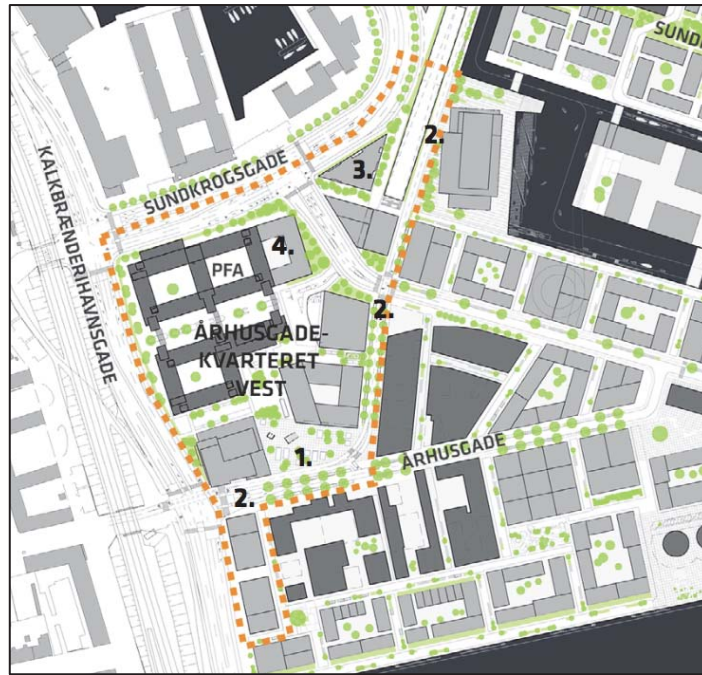 SUND
2.
KALKBRÆNDERIHAVNSGADE
SUNDKROGSGADE
3.
4.
PFA
2.
ÅRHUSGADE-
KVARTERET
VEST
1.
ÅRHUSGADE
2.